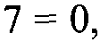 7 = 0,